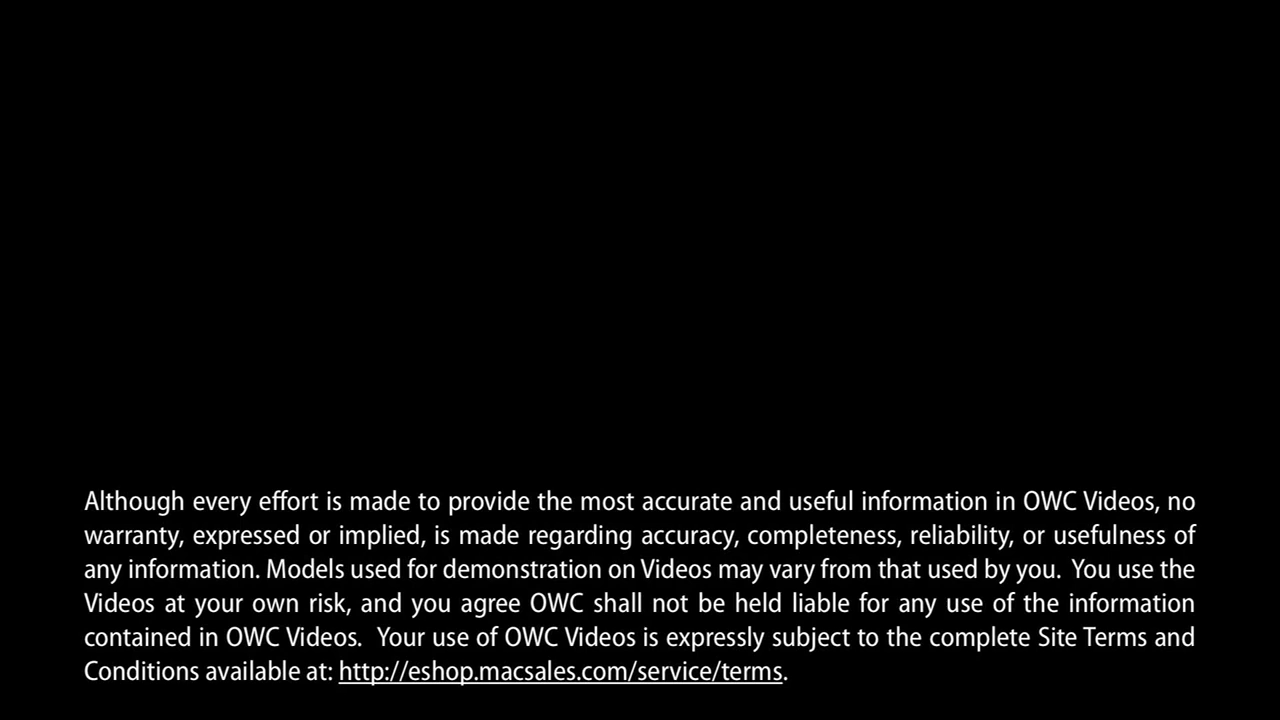 Although every effort is made to provide the most accurate and useful information in OWC Videos, no
warranty, expressed or implied, is made regarding accuracy, completeness, reliability, or usefulness of
any information. Models used for demonstration on Videos may vary from that used by you.  You use the
Videos at your own risk, and you agree OWC shall not be held liable for any use of the information
contained in OWC Videos.  Your use of OWC Videos is expressly subject to the complete Site Terms and
Conditions available at: http://eshop.macsales.com/service/terms.